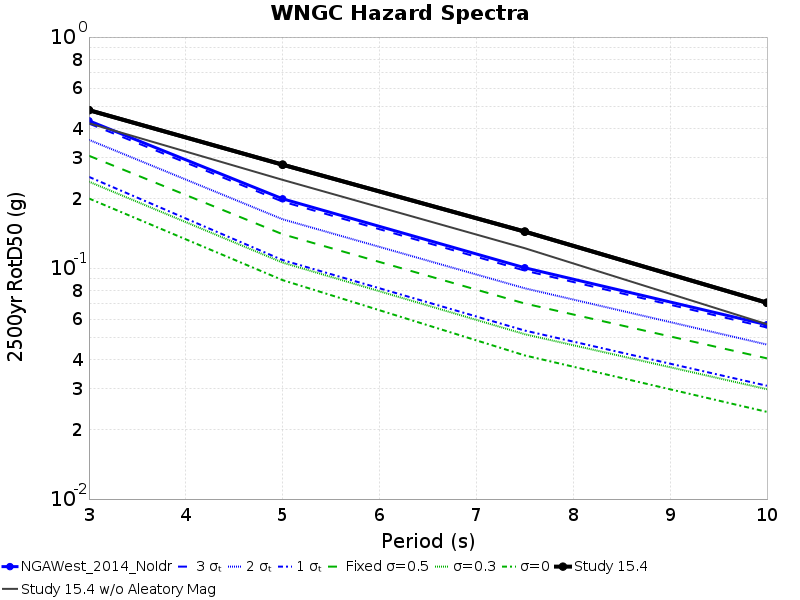 WNGC Hazard Spectra
10^0
8
6
4
3
2
10^-1
8
6
4
3
2
10^-2
2500yr RotD50 (g)
3 4 5 6 7 8 9 10
Period (s)
NGAWest_2014_NoIdr 3 σₜ 2 σₜ 1 σₜ Fixed σ=0.5 σ=0.3 σ=0 Study 15.4
Study 15.4 w/o Aleatory Mag